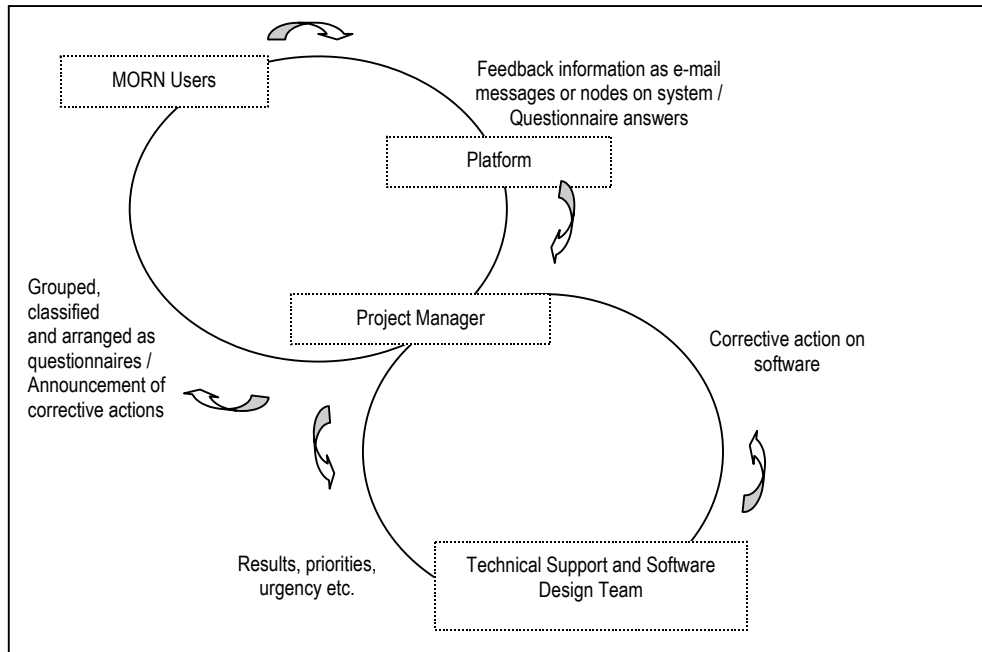 MORN Users
Feedback information as e-mail
messages or nodes on system /
Questionnaire answers
Platform
Grouped,
classified
and arranged as
questionnaires /
Announcement of
corrective actions
Project Manager
Corrective action on
software
Results, priorities,
urgency etc.
Technical Support and Software
Design Team